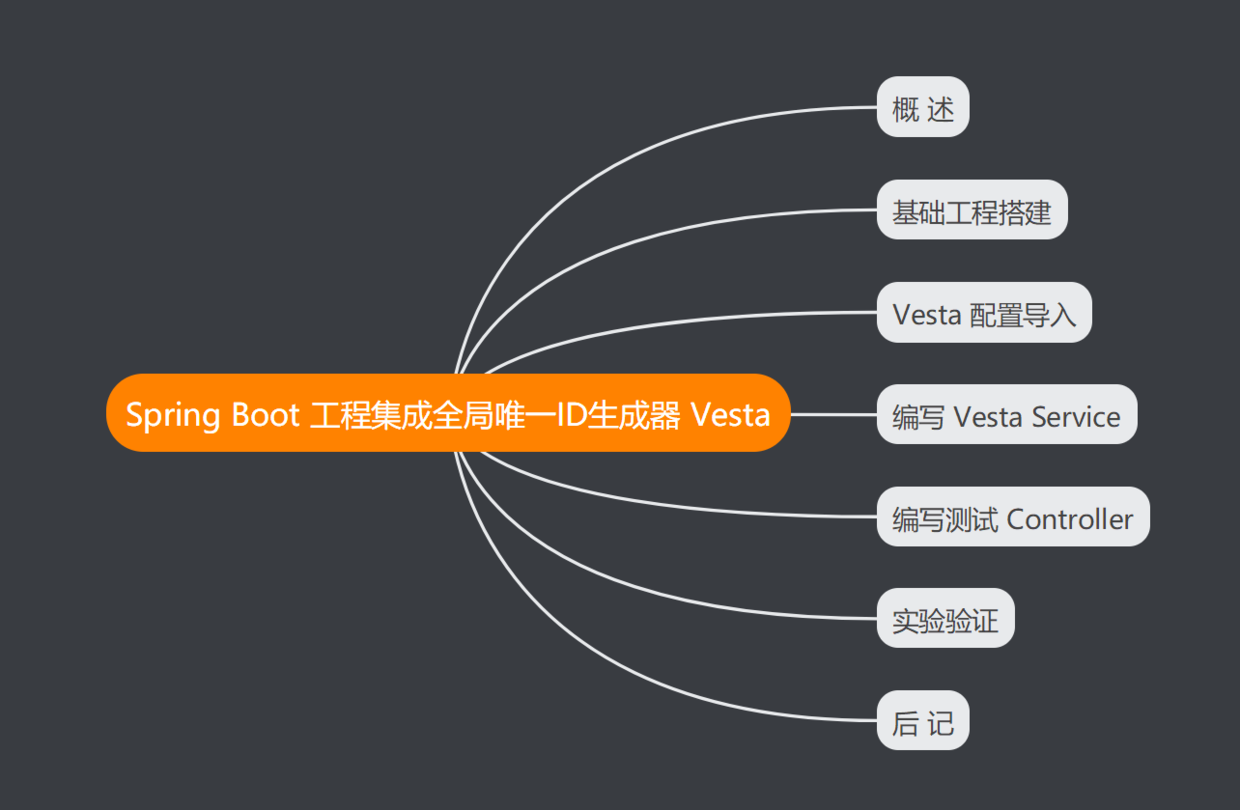 概 述
基础工程搭建
Vesta 配置导入
Spring Boot 工程集成全局唯一ID生成器 Vesta
编写 Vesta Service
编写测试 Controller
实验验证
后 记